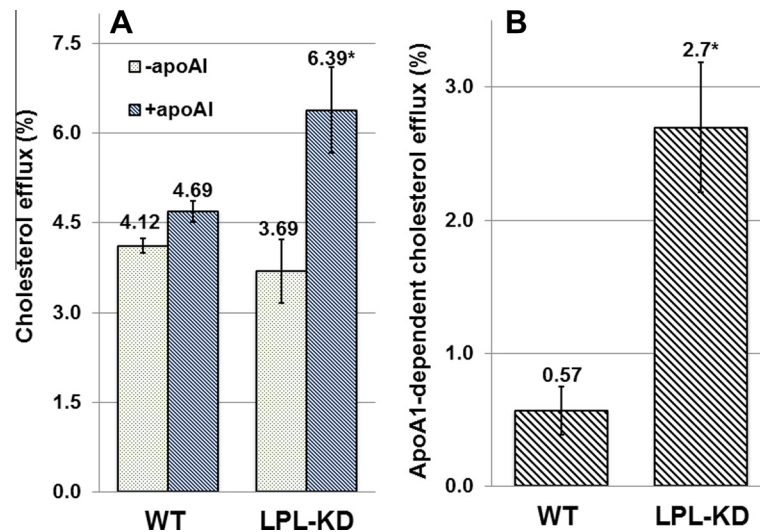 A
Cholesterol efflux (%)
7.5
6.0
4.5
3.0
1.5
0.0
-apoAI
+apoAI
4.12
4.69
3.69
6.39*
WT
LPL-KD
B
ApoA1-dependent cholesterol efflux (%)
3.0
2.0
1.0
0.0
0.57
2.7*
WT
LPL-KD